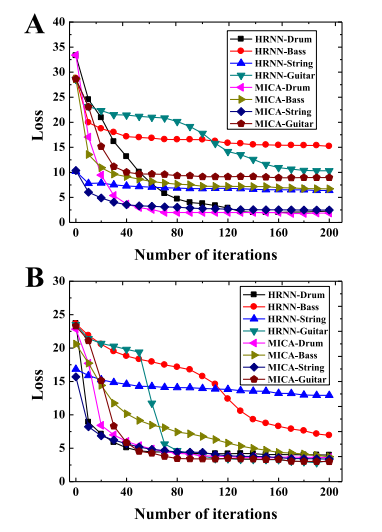 A
40
35
30
25
20
15
10
5
0
Loss
HRNN-Drum
HRNN-Bass
HRNN-String
HRNN-Guitar
MICA-Drum
MICA-Bass
MICA-String
MICA-Guitar
0 40 80 120 160 200
Number of iterations
B
30
25
20
15
10
5
0
Loss
HRNN-Drum
HRNN-Bass
HRNN-String
HRNN-Guitar
MICA-Drum
MICA-Bass
MICA-String
MICA-Guitar
0 40 80 120 160 200
Number of iterations